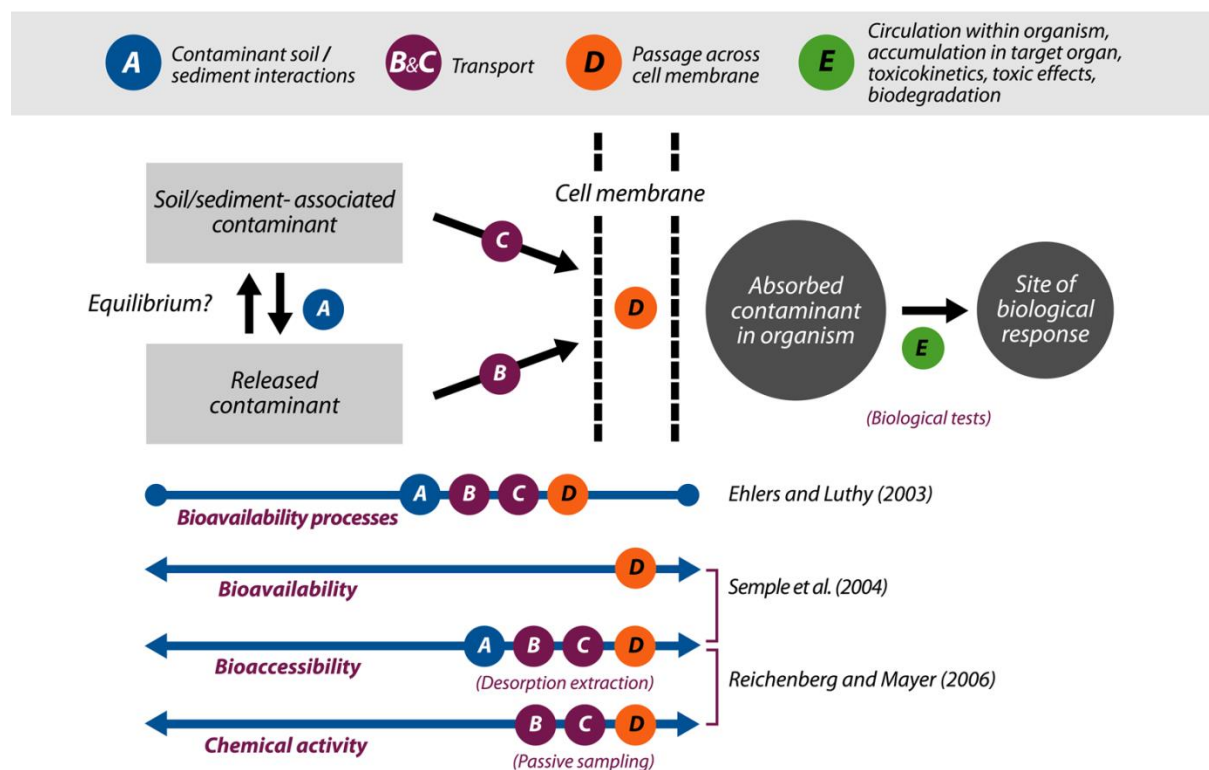 A
Contaminant soil /
sediment interactions
B&C
Transport
D
Passage across
cell membrane
E
Circulation within organism,
accumulation in target organ,
toxicokinetics, toxic effects,
biodegradation
Soil/sediment- associated
contaminant
Cell membrane
C
Equilibrium?
A
D
Absorbed
contaminant
in organism
E
Site of
biological
response
B
Released
contaminant
(Biological tests)
A
B
C
D
Bioavailability processes
Ehlers and Luthy (2003)
D
Bioavailability
Semple et al. (2004)
A
B
C
D
Bioaccessibility
(Desorption extraction)
Reichenberg and Mayer (2006)
B
C
D
Chemical activity
(Passive sampling)